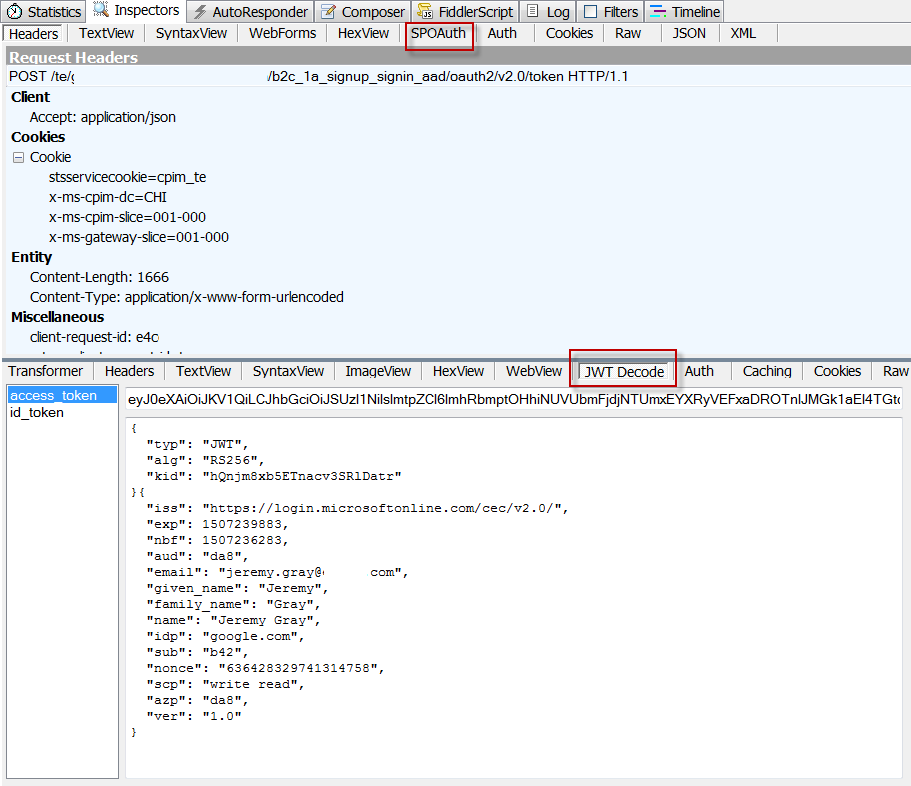 Statistics Inspectors AutoResponder Composer FiddlerScript Log Filters Timeline
Headers TextView SyntaxView WebForms HexView SPOAuth Auth Cookies Raw JSON XML
Request Headers
POST /te/g /b2c_1a_signup_signin_aad/oauth2/v2.0/token HTTP/1.1
Client
Accept: application/json
Cookies
Cookie
stsservicecookie=cpim_te
x-ms-cpim-dc=CHI
x-ms-cpim-slice=001-000
x-ms-gateway-slice=001-000
Entity
Content-Length: 1666
Content-Type: application/x-www-form-urlencoded
Miscellaneous
client-request-id: e4c
Transformer Headers TextView SyntaxView ImageView HexView WebView JWT Decode Auth Caching Cookies Raw
access_token
id_token
{
"typ": "JWT",
"alg": "RS256",
"kid": "hQnjm8xb5ETnacv3SRlDatr"
}{
"iss": "https://login.microsoftonline.com/cec/v2.0/",
"exp": 1507239883,
"nbf": 1507236283,
"aud": "da8",
"email": "jeremy.gray@ com",
"given_name": "Jeremy",
"family_name": "Gray",
"name": "Jeremy Gray",
"idp": "google.com",
"sub": "b42",
"nonce": "636428329741314758",
"scp": "write read",
"azp": "da8",
"ver": "1.0"
}